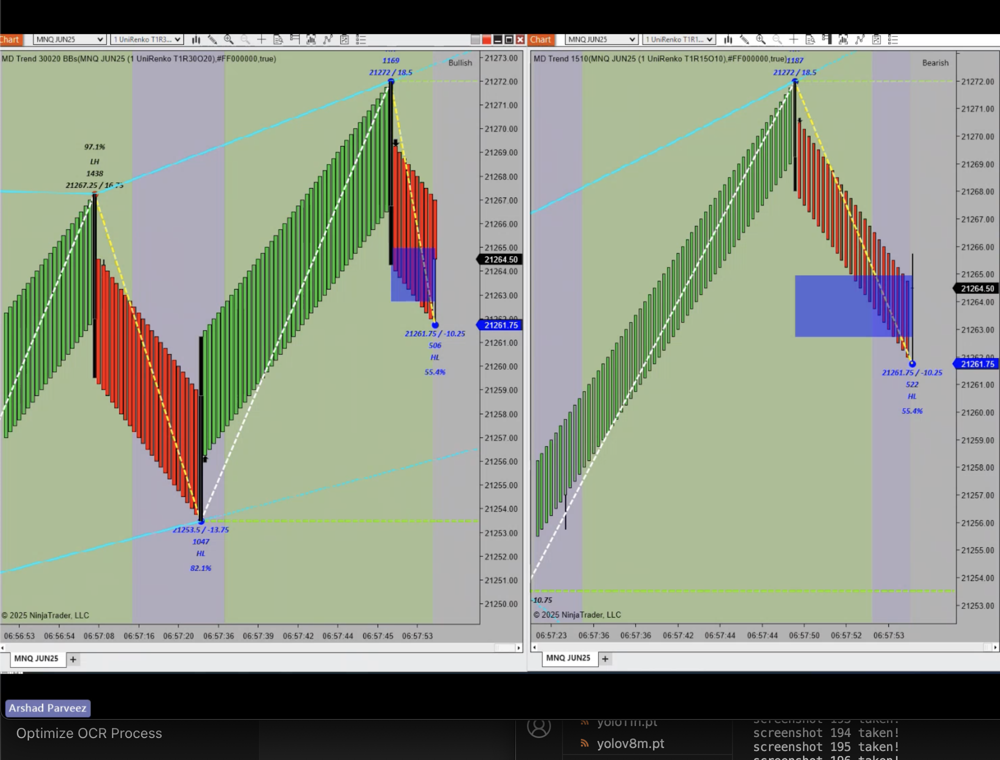 Chart
MNQ JUN25
1 UniRenko T1R3...
MD Trend 30020 BBs(MNQ JUN25 (1 UniRenko T1R30O20),#FF000000,true)
Bullish
1169
21272 / 18.5
97.1%
LH
1438
21267.25 / 16.75
21253.5 / -13.75
1047
HL
82.1%
21261.75 / -10.25
506
HL
55.4%
21273.00
21272.00
21271.00
21270.00
21269.00
21268.00
21267.00
21266.00
21265.00
21264.50
21264.00
21263.00
21261.75
21261.00
21260.00
21259.00
21258.00
21257.00
21256.00
21255.00
21254.00
21253.00
21252.00
21251.00
21250.00
© 2025 NinjaTrader, LLC
06:56:53 06:56:54 06:57:08 06:57:16 06:57:20 06:57:36 06:57:39 06:57:42 06:57:44 06:57:45 06:57:53
MNQ JUN25 +
Chart
MNQ JUN25
1 UniRenko T1R1...
MD Trend 1510(MNQ JUN25 (1 UniRenko T1R15O10),#FF000000,true)
Bearish
1187
21272 / 18.5
21261.75 / -10.25
522
HL
55.4%
-10.75
21272.00
21271.00
21270.00
21269.00
21268.00
21267.00
21266.00
21265.00
21264.50
21264.00
21263.00
21262.00
21261.75
21261.00
21260.00
21259.00
21258.00
21257.00
21256.00
21255.00
21254.00
21253.00
© 2025 NinjaTrader, LLC
06:57:23 06:57:36 06:57:36 06:57:42 06:57:44 06:57:50 06:57:52 06:57:53
MNQ JUN25 +
Arshad Parveez
Optimize OCR Process
yolo11n.pt
yolov8m.pt
screenshot 193 taken!
screenshot 194 taken!
screenshot 195 taken!
screenshot 196 taken!